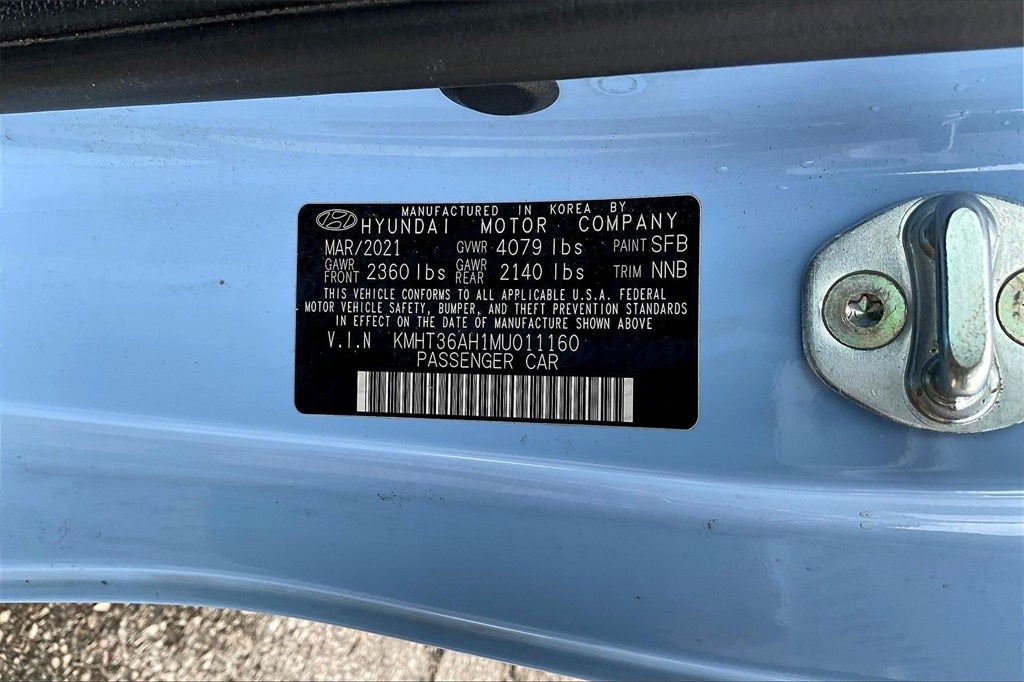 MANUFACTURED IN KOREA BY
HYUNDAI MOTOR COMPANY
MAR/2021 GVWR 4079 lbs PAINT SFB
GAWR FRONT 2360 lbs GAWR REAR 2140 lbs TRIM NNB
THIS VEHICLE CONFORMS TO ALL APPLICABLE U.S.A. FEDERAL
MOTOR VEHICLE SAFETY, BUMPER, AND THEFT PREVENTION STANDARDS
IN EFFECT ON THE DATE OF MANUFACTURE SHOWN ABOVE
V.I.N KMHT36AH1MU011160
PASSENGER CAR